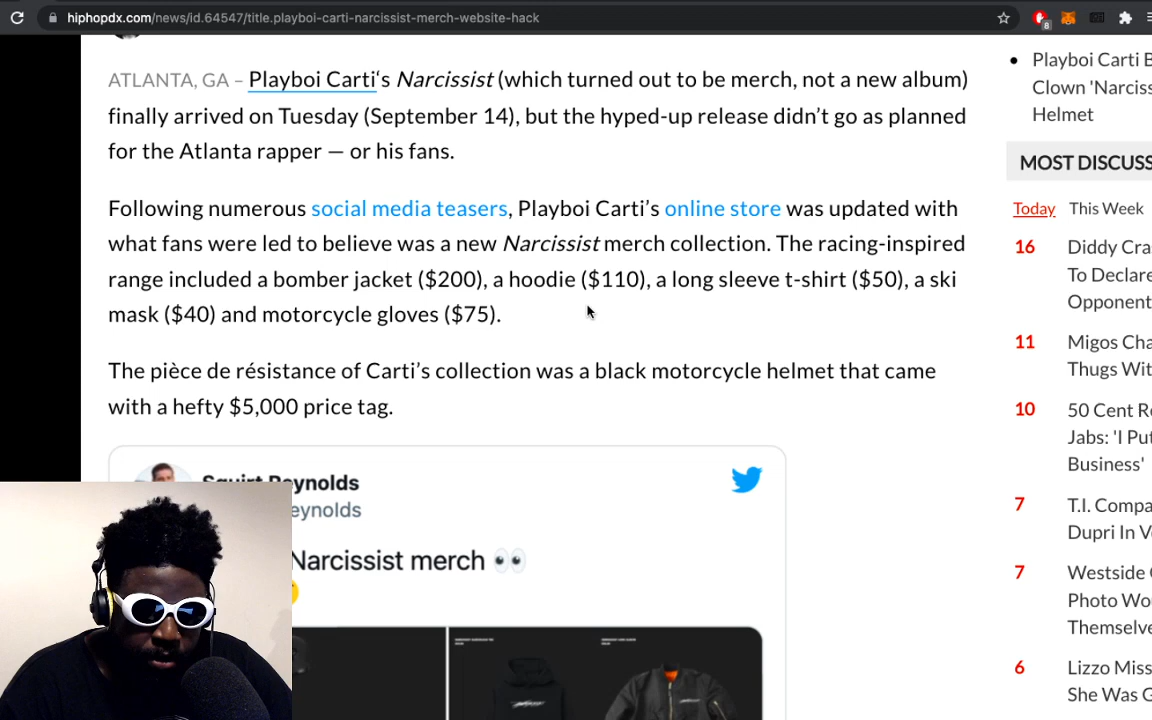 hiphopdx.com/news/id.64547/title.playboi-carti-narcissist-merch-website-hack
8
ATLANTA, GA – Playboi Carti‘s Narcissist (which turned out to be merch, not a new album)
finally arrived on Tuesday (September 14), but the hyped-up release didn’t go as planned
for the Atlanta rapper — or his fans.
Following numerous social media teasers, Playboi Carti’s online store was updated with
what fans were led to believe was a new Narcissist merch collection. The racing-inspired
range included a bomber jacket ($200), a hoodie ($110), a long sleeve t-shirt ($50), a ski
mask ($40) and motorcycle gloves ($75).
The pièce de résistance of Carti’s collection was a black motorcycle helmet that came
with a hefty $5,000 price tag.
Squirt Reynolds
eynolds
Narcissist merch 👀
Playboi Carti B
Clown 'Narciss
Helmet
MOST DISCUSS
Today This Week
16 Diddy Cra
To Declare
Opponent
11 Migos Cha
Thugs Wit
10 50 Cent R
Jabs: 'I Put
Business'
7 T.I. Compa
Dupri In V
7 Westside
Photo Wo
Themselve
6 Lizzo Miss
She Was G